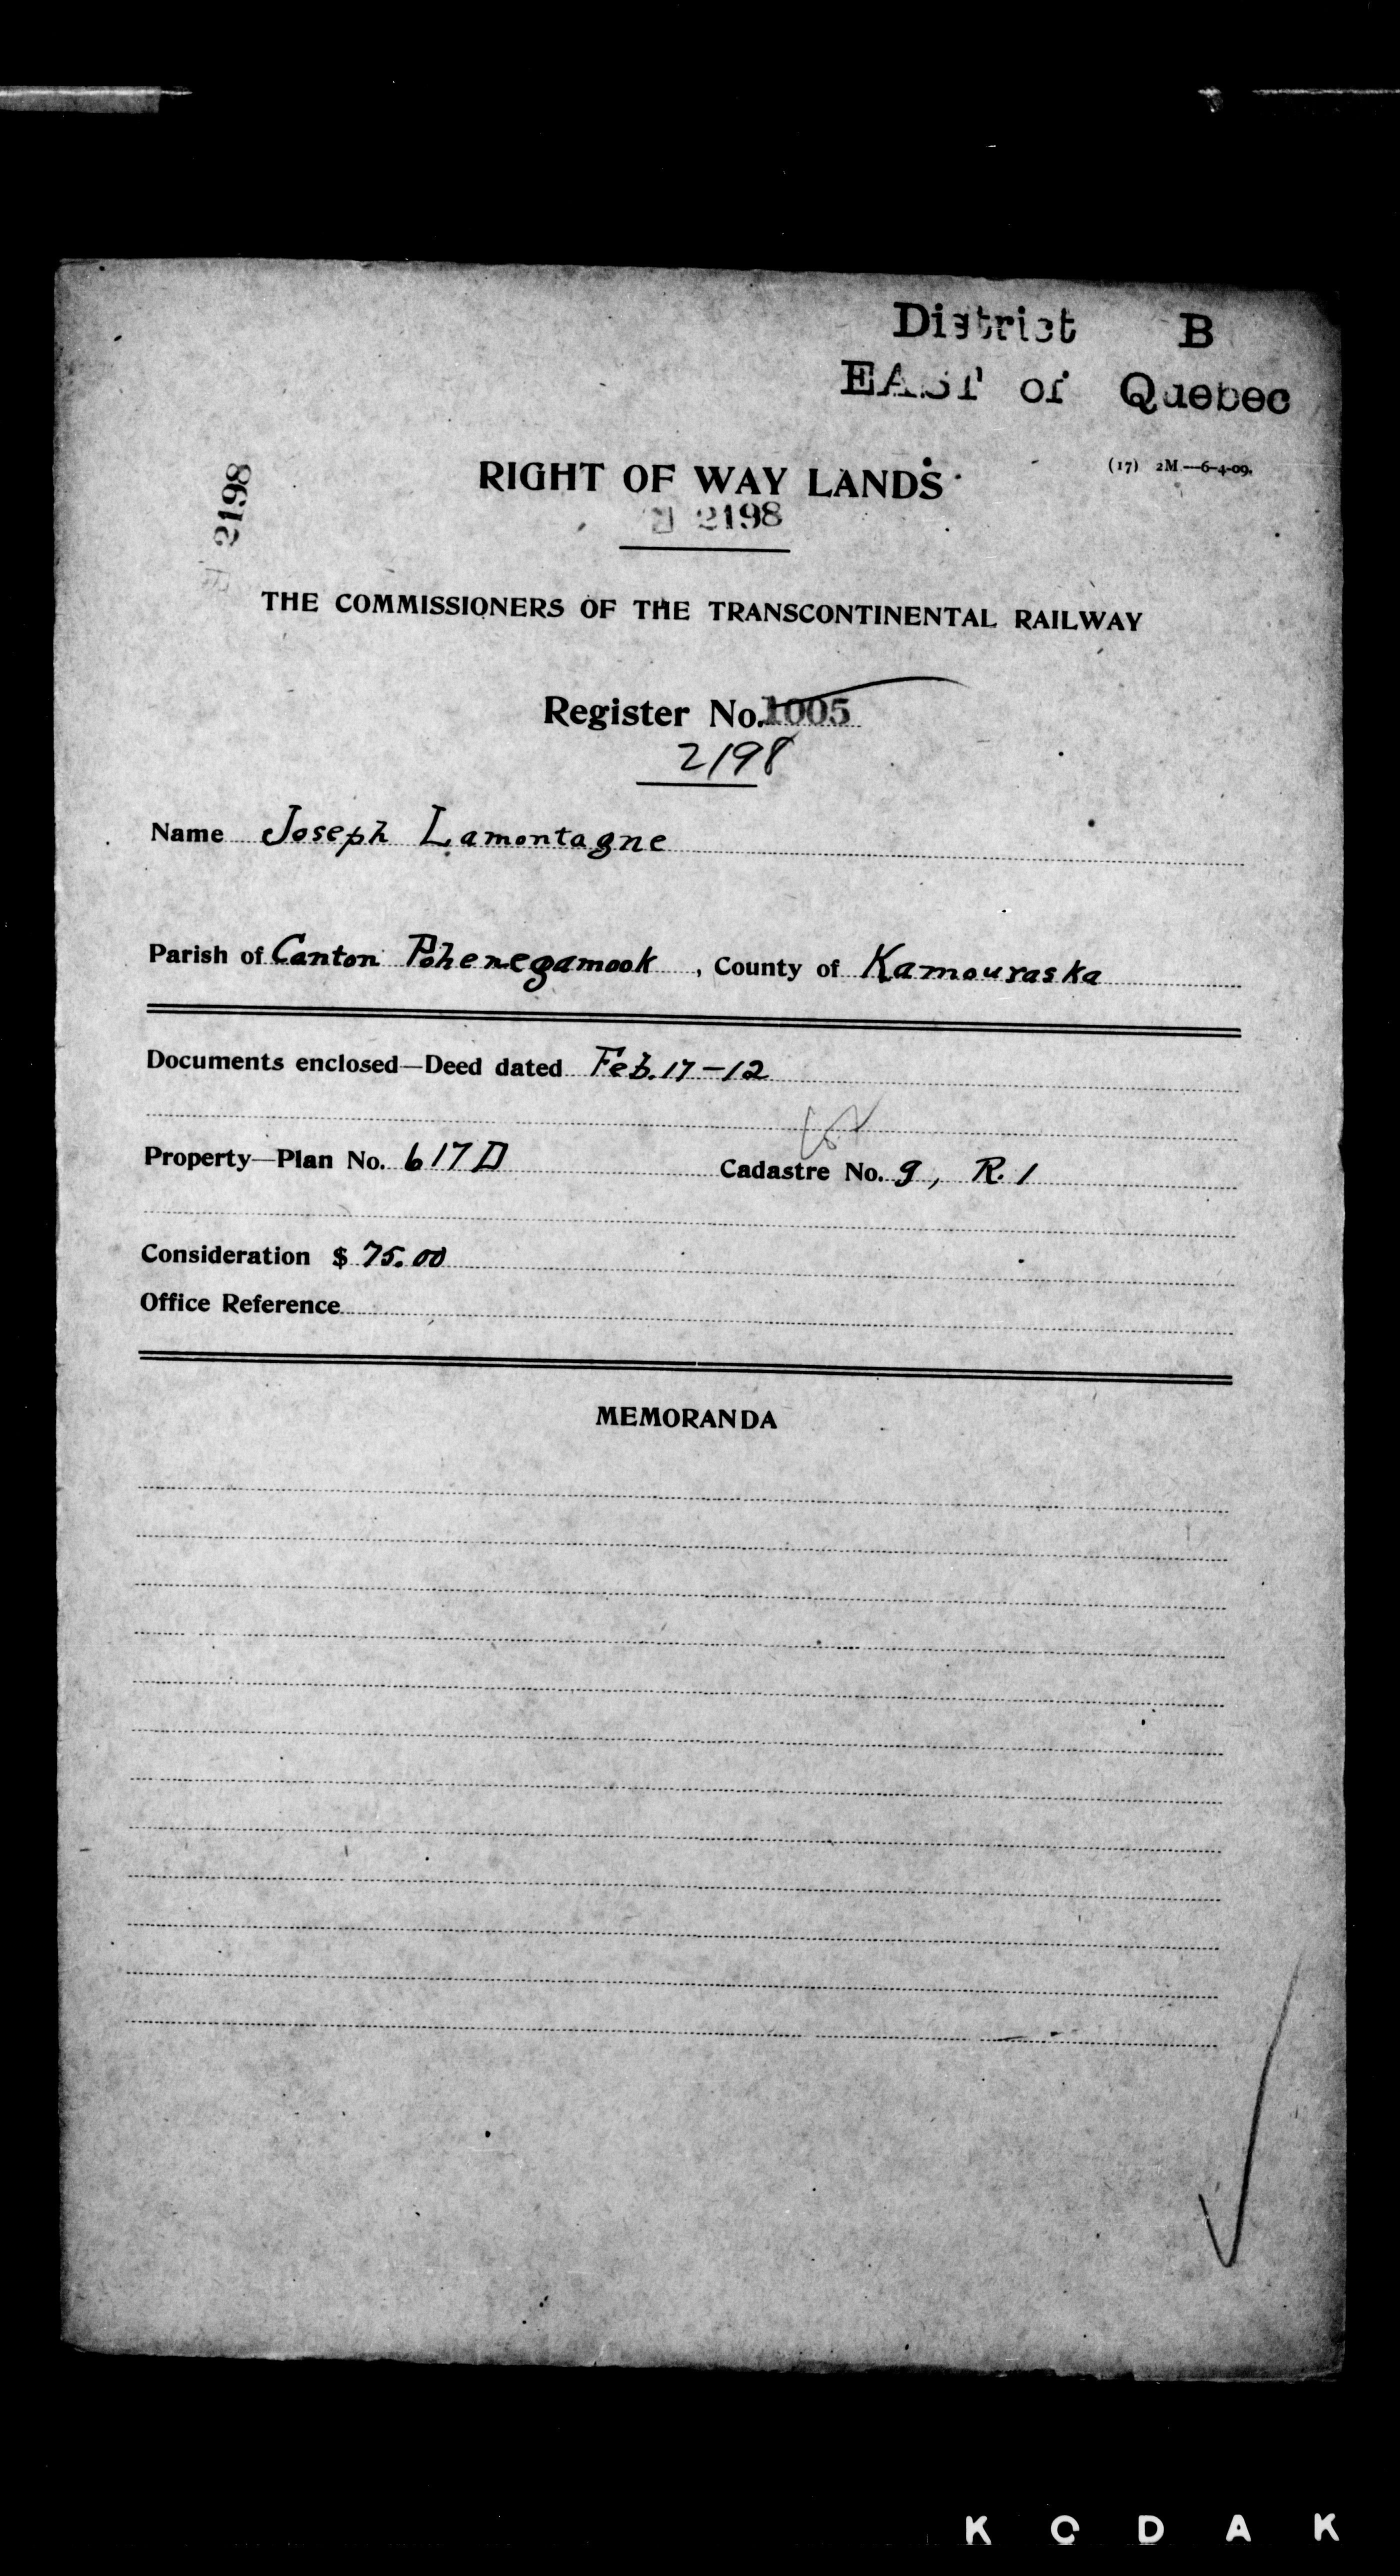 District B
EAST of Quebec
(17) 2M—6-4-09.
2198
RIGHT OF WAY LANDS
2198
THE COMMISSIONERS OF THE TRANSCONTINENTAL RAILWAY
Register No. 1005
2198
Name Joseph Lamontagne
Parish of Canton Pohenegamook, County of Kamouraska
Documents enclosed—Deed dated Feb. 17-12
Property—Plan No. 617D Cadastre No. 9, R. 1
Consideration $ 75.00
Office Reference
MEMORANDA
KODAK